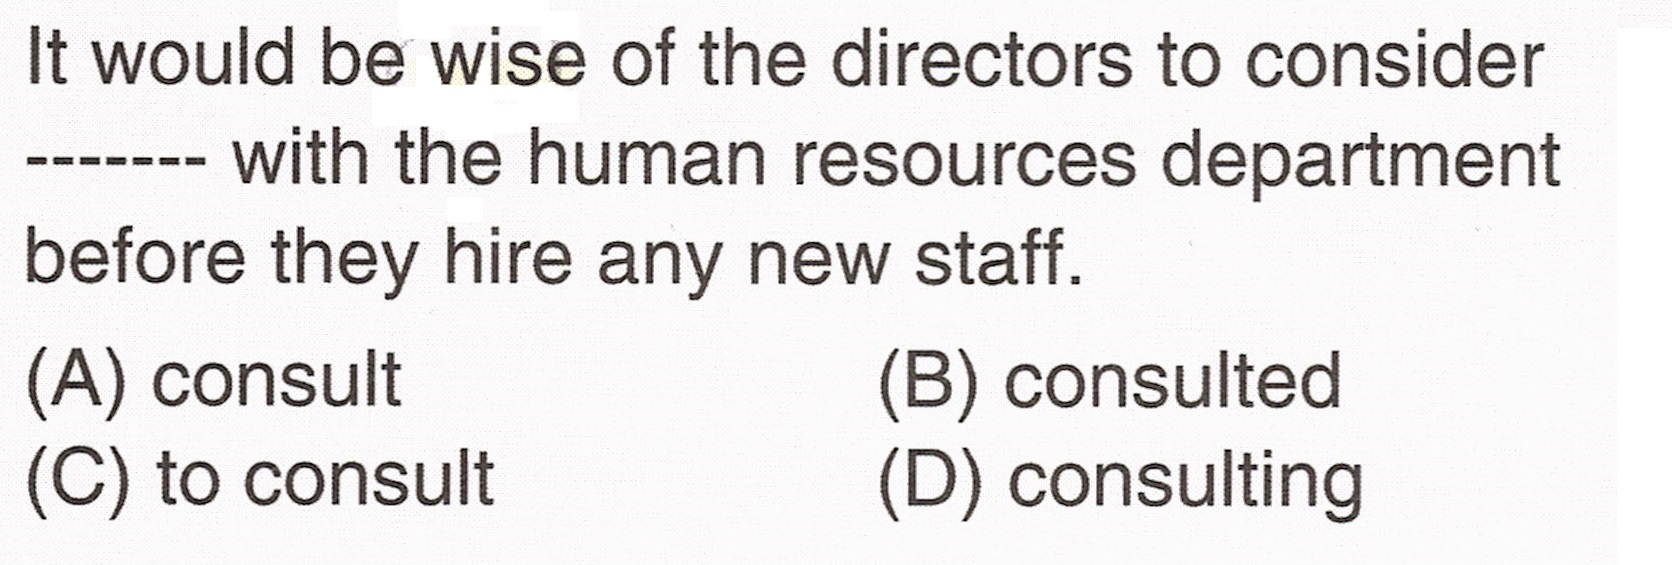 It would be wise of the directors to consider
------- with the human resources department
before they hire any new staff.
(A) consult (B) consulted
(C) to consult (D) consulting